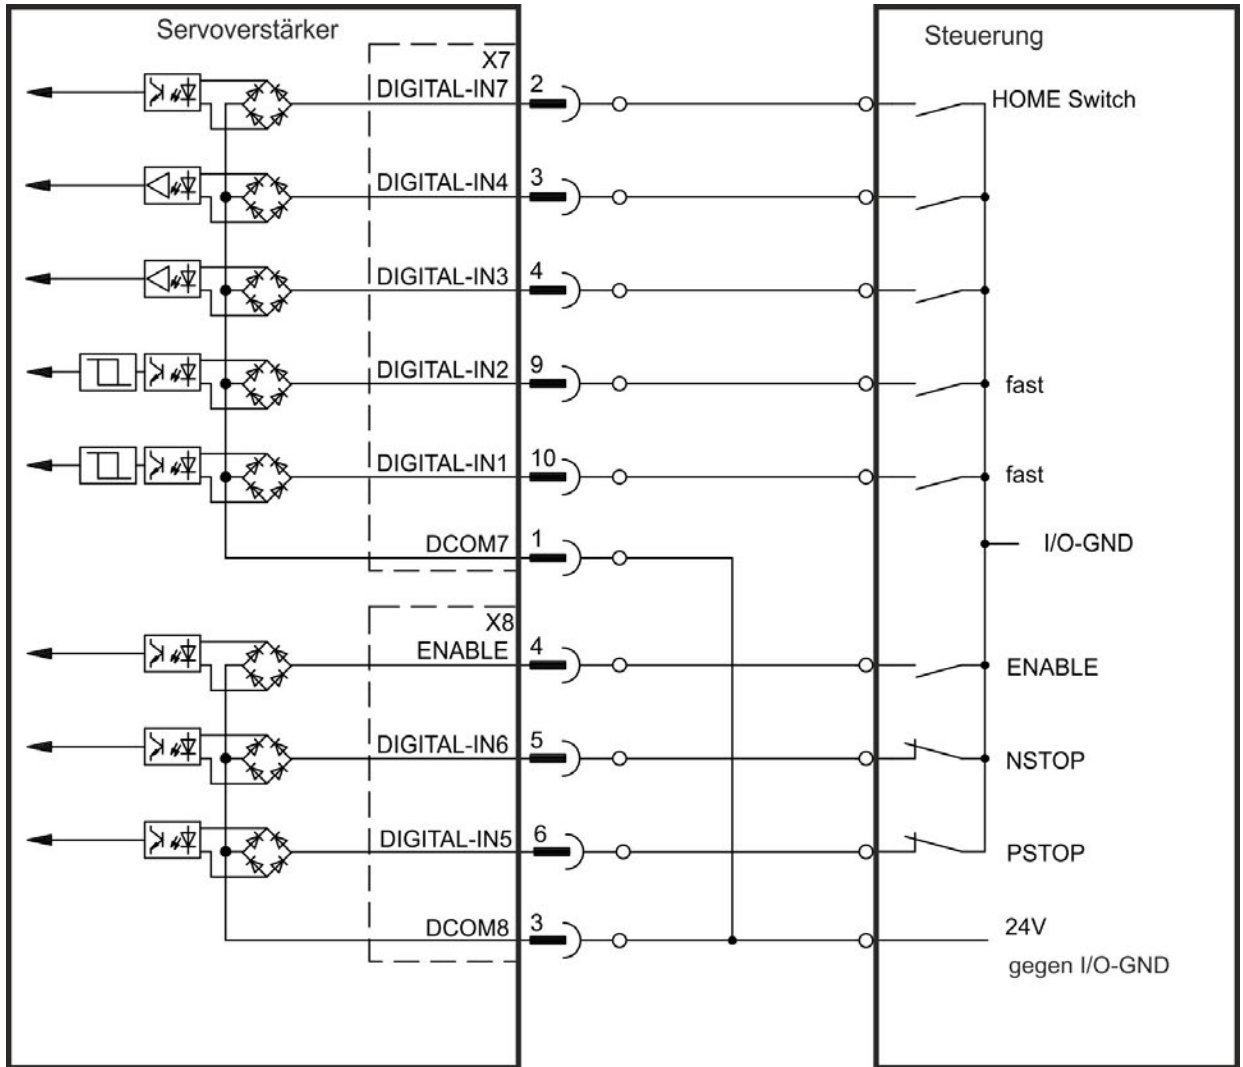 Servoverstärker
Steuerung
X7
DIGITAL-IN7 2 HOME Switch
DIGITAL-IN4 3
DIGITAL-IN3 4
DIGITAL-IN2 9 fast
DIGITAL-IN1 10 fast
DCOM7 1 I/O-GND
X8
ENABLE 4 ENABLE
DIGITAL-IN6 5 NSTOP
DIGITAL-IN5 6 PSTOP
DCOM8 3 24V
gegen I/O-GND